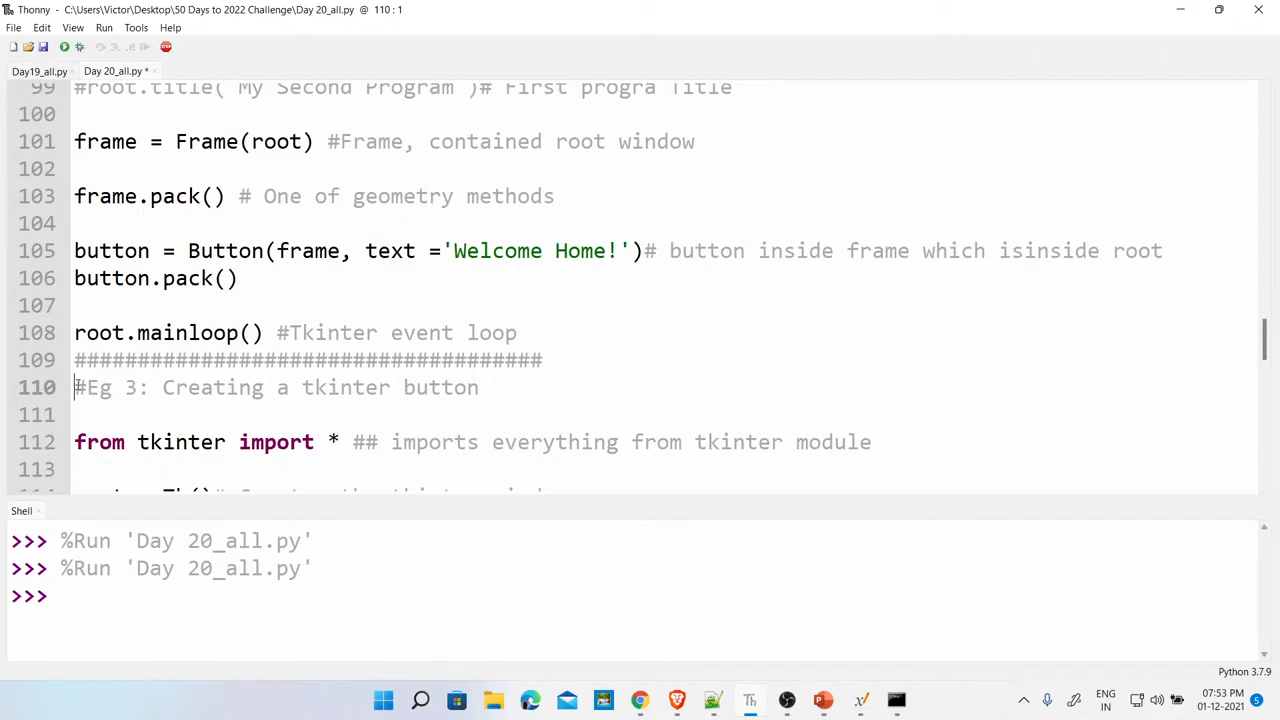 Thonny - C:\Users\Victor\Desktop\50 Days to 2022 Challenge\Day 20_all.py @ 110 : 1
File Edit View Run Tools Help
Day19_all.py × Day 20_all.py * ×
99 #root.title( My Second Program )# First progra Title
100
101 frame = Frame(root) #Frame, contained root window
102
103 frame.pack() # One of geometry methods
104
105 button = Button(frame, text ='Welcome Home!')# button inside frame which isinside root
106 button.pack()
107
108 root.mainloop() #Tkinter event loop
109 #####################################
110 #Eg 3: Creating a tkinter button
111
112 from tkinter import * ## imports everything from tkinter module
113
Shell ×
>>> %Run 'Day 20_all.py'
>>> %Run 'Day 20_all.py'
>>>
Python 3.7.9
ENG
IN
07:53 PM
01-12-2021
5